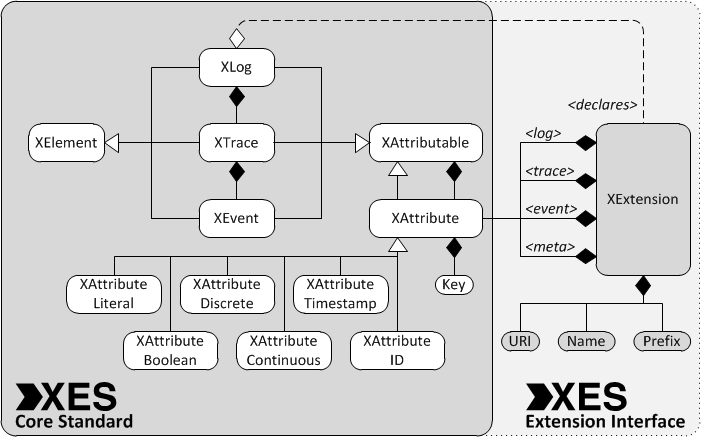 XLog
<declares>
XElement
XTrace
XAttributable
<log>
<trace>
XExtension
XEvent
XAttribute
<event>
<meta>
XAttribute
Literal
XAttribute
Discrete
XAttribute
Timestamp
Key
XAttribute
Boolean
XAttribute
Continuous
XAttribute
ID
URI
Name
Prefix
XES
Core Standard
XES
Extension Interface